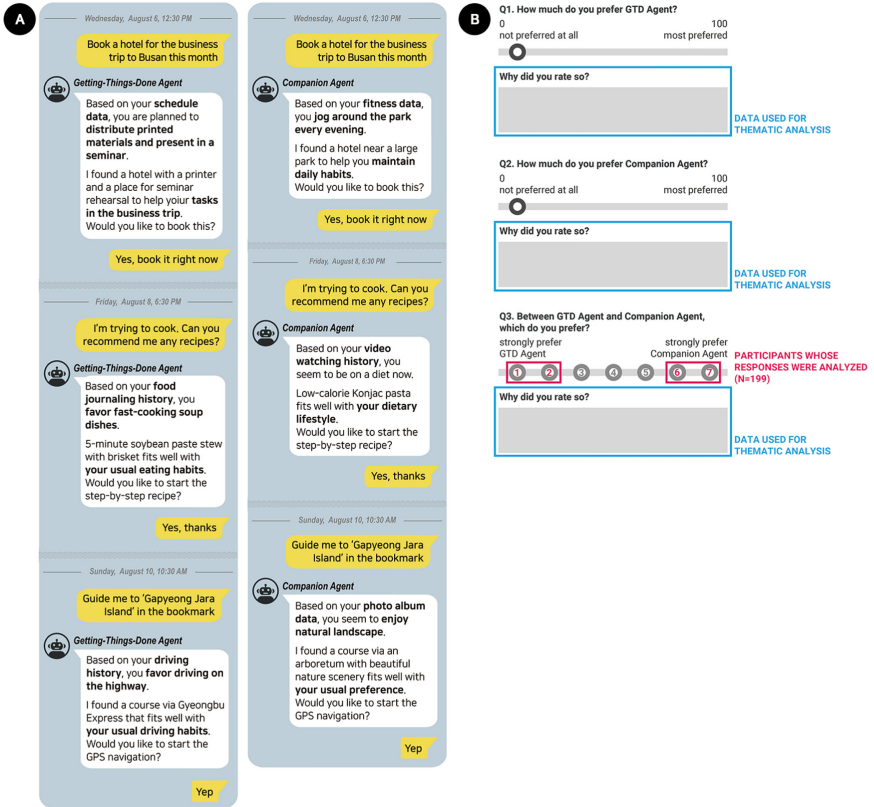 A
Wednesday, August 6, 12:30 PM
Book a hotel for the business
trip to Busan this month
Getting-Things-Done Agent
Based on your schedule
data, you are planned to
distribute printed
materials and present in a
seminar.
I found a hotel with a printer
and a place for seminar
rehearsal to help yoiur tasks
in the business trip.
Would you like to book this?
Yes, book it right now
Friday, August 8, 6:30 PM
I'm trying to cook. Can you
recommend me any recipes?
Getting-Things-Done Agent
Based on your food
journaling history, you
favor fast-cooking soup
dishes.
5-minute soybean paste stew
with brisket fits well with
your usual eating habits.
Would you like to start the
step-by-step recipe?
Yes, thanks
Sunday, August 10, 10:30 AM
Guide me to 'Gapyeong Jara
Island' in the bookmark
Getting-Things-Done Agent
Based on your driving
history, you favor driving on
the highway.
I found a course via Gyeongbu
Express that fits well with
your usual driving habits.
Would you like to start the
GPS navigation?
Yep
Wednesday, August 6, 12:30 PM
Book a hotel for the business
trip to Busan this month
Companion Agent
Based on your fitness data,
you jog around the park
every evening.
I found a hotel near a large
park to help you maintain
daily habits.
Would you like to book this?
Yes, book it right now
Friday, August 8, 6:30 PM
I'm trying to cook. Can you
recommend me any recipes?
Companion Agent
Based on your video
watching history, you
seem to be on a diet now.
Low-calorie Konjac pasta
fits well with your dietary
lifestyle.
Would you like to start the
step-by-step recipe?
Yes, thanks
Sunday, August 10, 10:30 AM
Guide me to 'Gapyeong Jara
Island' in the bookmark
Companion Agent
Based on your photo album
data, you seem to enjoy
natural landscape.
I found a course via an
arboretum with beautiful
nature scenery fits well with
your usual preference.
Would you like to start the
GPS navigation?
Yep
B
Q1. How much do you prefer GTD Agent?
0 100
not preferred at all most preferred
Why did you rate so?
DATA USED FOR
THEMATIC ANALYSIS
Q2. How much do you prefer Companion Agent?
0 100
not preferred at all most preferred
Why did you rate so?
DATA USED FOR
THEMATIC ANALYSIS
Q3. Between GTD Agent and Companion Agent,
which do you prefer?
strongly prefer strongly prefer
GTD Agent Companion Agent
1 2 3 4 5 6 7
PARTICIPANTS WHOSE
RESPONSES WERE ANALYZED
(N=199)
Why did you rate so?
DATA USED FOR
THEMATIC ANALYSIS